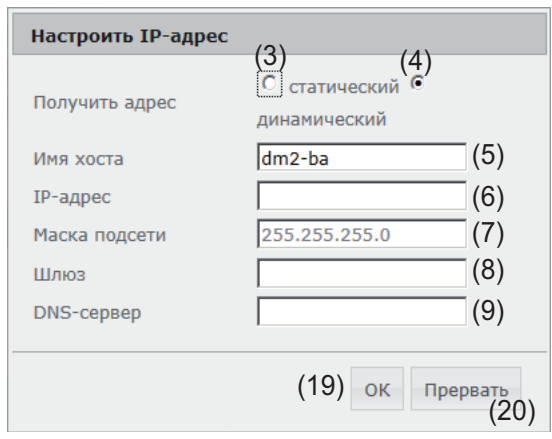 Настроить IP-адрес
(3)
(4)
статический
Получить адрес
динамический
Имя хоста dm2-ba (5)
IP-адрес (6)
Маска подсети 255.255.255.0 (7)
Шлюз (8)
DNS-сервер (9)
(19) ОК Прервать
(20)